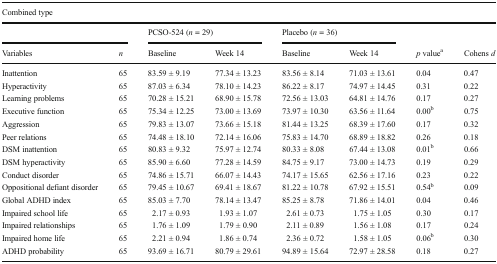 Combined type
PCSO-524 (n = 29) Placebo (n = 36)
Variables n Baseline Week 14 Baseline Week 14 p valueᵃ Cohens d
Inattention 65 83.59 ± 9.19 77.34 ± 13.23 83.56 ± 8.14 71.03 ± 13.61 0.04 0.47
Hyperactivity 65 87.03 ± 6.34 78.10 ± 14.23 86.22 ± 8.17 74.97 ± 14.45 0.31 0.22
Learning problems 65 70.28 ± 15.21 68.90 ± 15.78 72.56 ± 13.03 64.81 ± 14.76 0.17 0.27
Executive function 65 75.34 ± 12.25 73.00 ± 13.69 73.97 ± 10.30 63.56 ± 11.64 0.00ᵇ 0.75
Aggression 65 79.83 ± 13.07 73.66 ± 15.18 81.44 ± 13.25 68.39 ± 17.60 0.17 0.32
Peer relations 65 74.48 ± 18.10 72.14 ± 16.06 75.83 ± 14.70 68.89 ± 18.82 0.26 0.18
DSM inattention 65 80.83 ± 9.32 75.97 ± 12.74 80.33 ± 8.08 67.44 ± 13.08 0.01ᵇ 0.66
DSM hyperactivity 65 85.90 ± 6.60 77.28 ± 14.59 84.75 ± 9.17 73.00 ± 14.73 0.19 0.29
Conduct disorder 65 74.86 ± 15.71 66.07 ± 14.43 74.17 ± 15.65 62.56 ± 17.16 0.23 0.22
Oppositional defiant disorder 65 79.45 ± 10.67 69.41 ± 18.67 81.22 ± 10.78 67.92 ± 15.51 0.54ᵇ 0.09
Global ADHD index 65 85.03 ± 7.70 78.14 ± 13.47 85.25 ± 8.78 71.86 ± 14.01 0.04 0.46
Impaired school life 65 2.17 ± 0.93 1.93 ± 1.07 2.61 ± 0.73 1.75 ± 1.05 0.30 0.17
Impaired relationships 65 1.76 ± 1.09 1.79 ± 0.90 2.11 ± 0.89 1.56 ± 1.08 0.17 0.24
Impaired home life 65 2.21 ± 0.94 1.86 ± 0.74 2.36 ± 0.72 1.58 ± 1.05 0.06ᵇ 0.30
ADHD probability 65 93.69 ± 16.71 80.79 ± 29.61 94.89 ± 15.64 72.97 ± 28.58 0.18 0.27